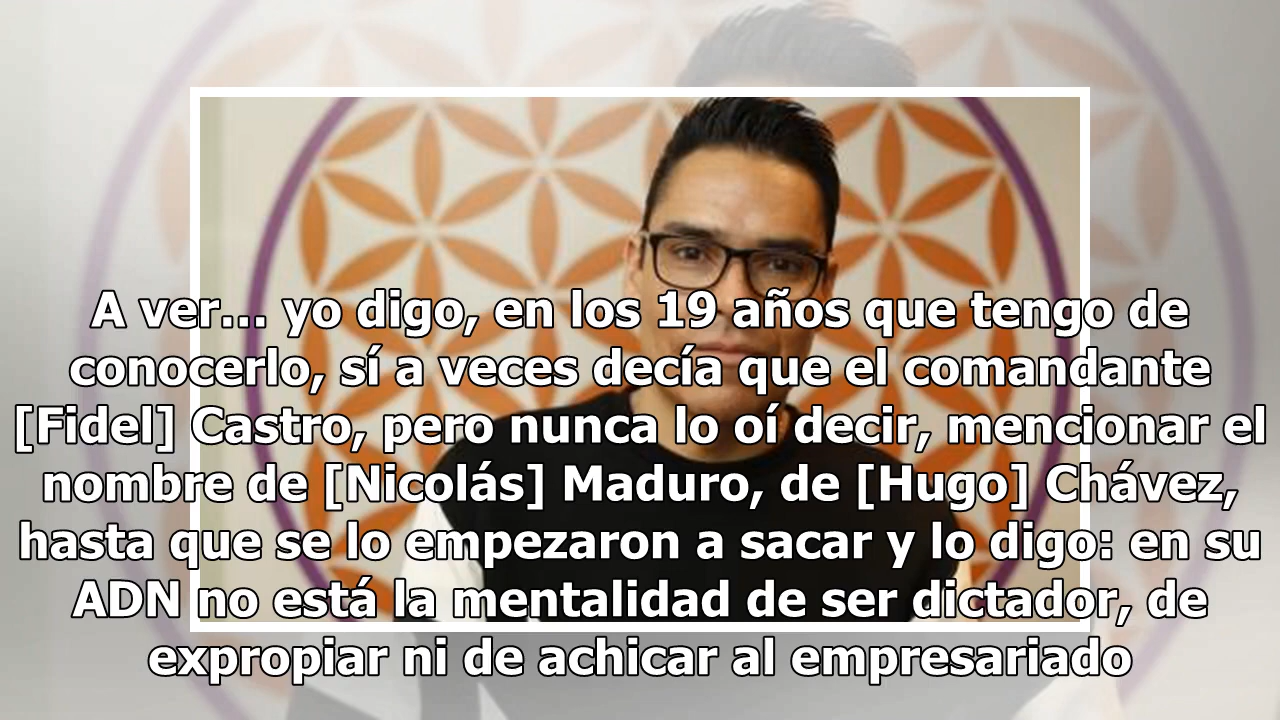 A ver... yo digo, en los 19 años que tengo de
conocerlo, sí a veces decía que el comandante
[Fidel] Castro, pero nunca lo oí decir, mencionar el
nombre de [Nicolás] Maduro, de [Hugo] Chávez,
hasta que se lo empezaron a sacar y lo digo: en su
ADN no está la mentalidad de ser dictador, de
expropiar ni de achicar al empresariado